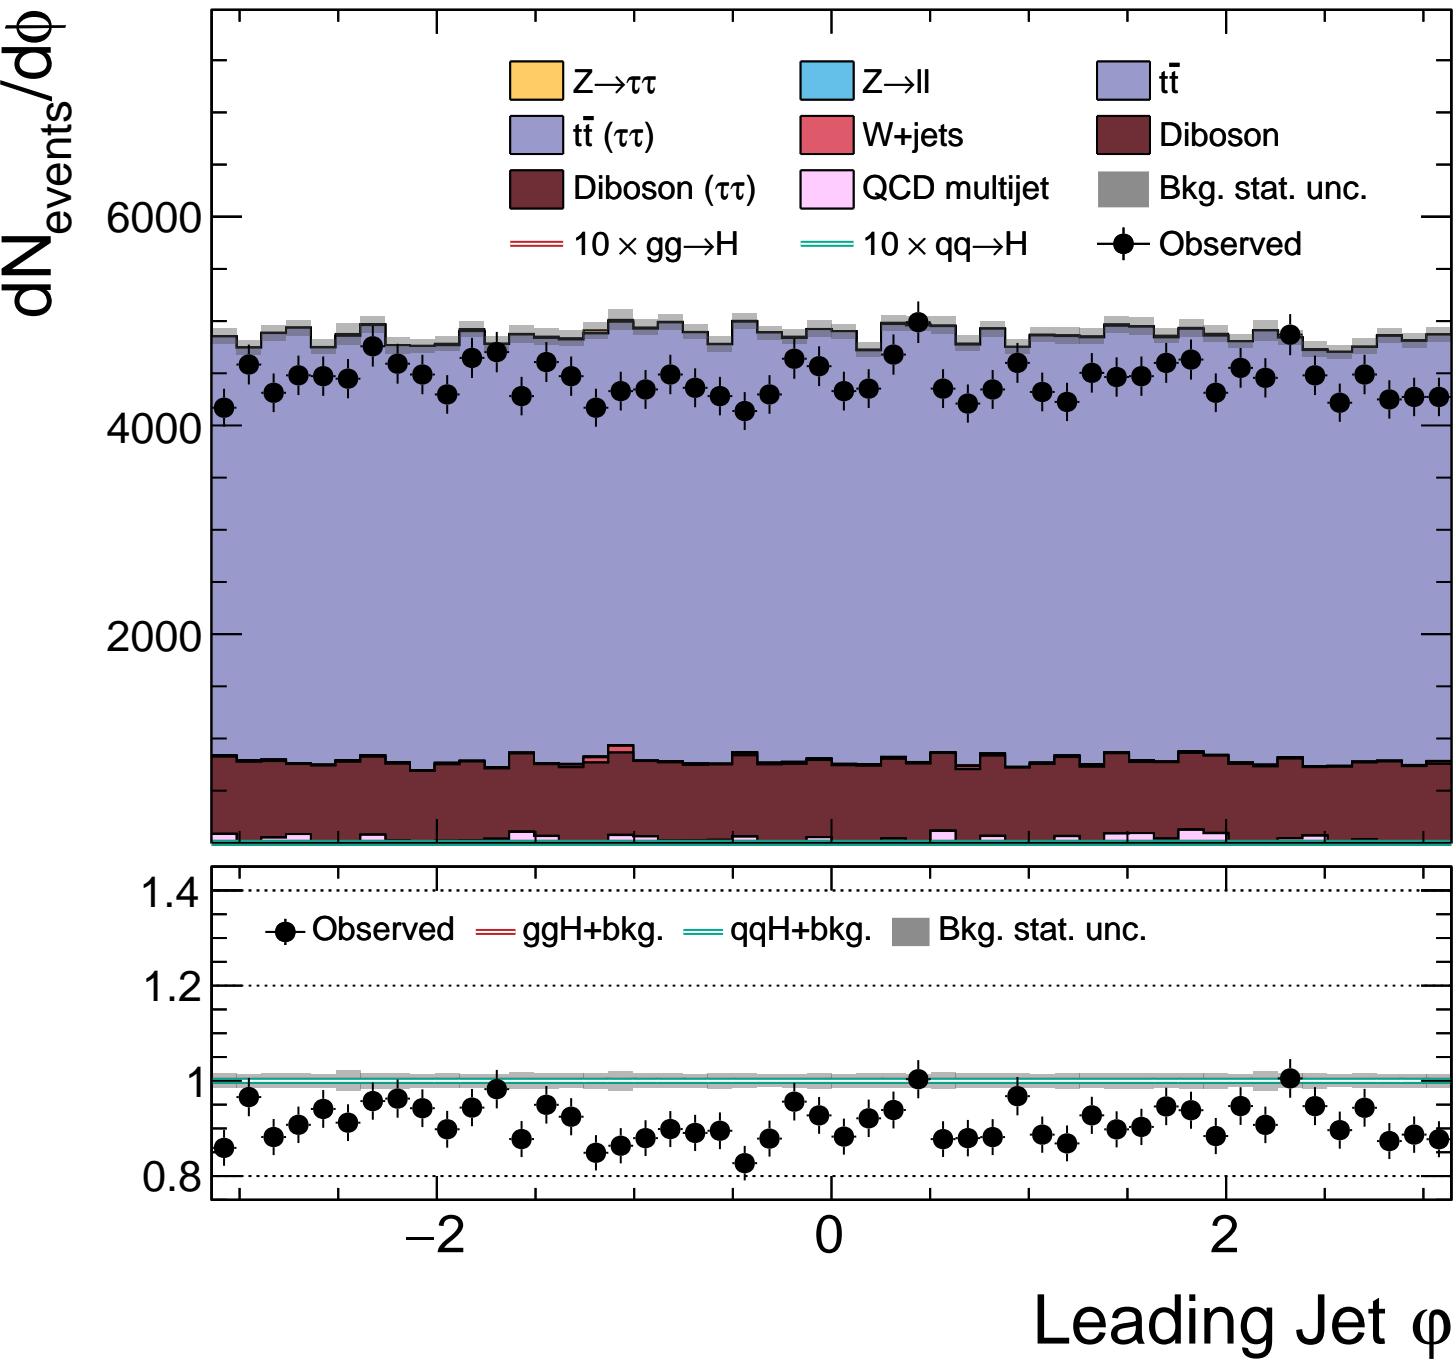 dN_events/dϕ
Z→ττ Z→ll tt̄
tt̄ (ττ) W+jets Diboson
Diboson (ττ) QCD multijet Bkg. stat. unc.
10 × gg→H 10 × qq→H Observed
6000
4000
2000
1.4
Observed ggH+bkg. qqH+bkg. Bkg. stat. unc.
1.2
1
0.8
−2 0 2
Leading Jet φ